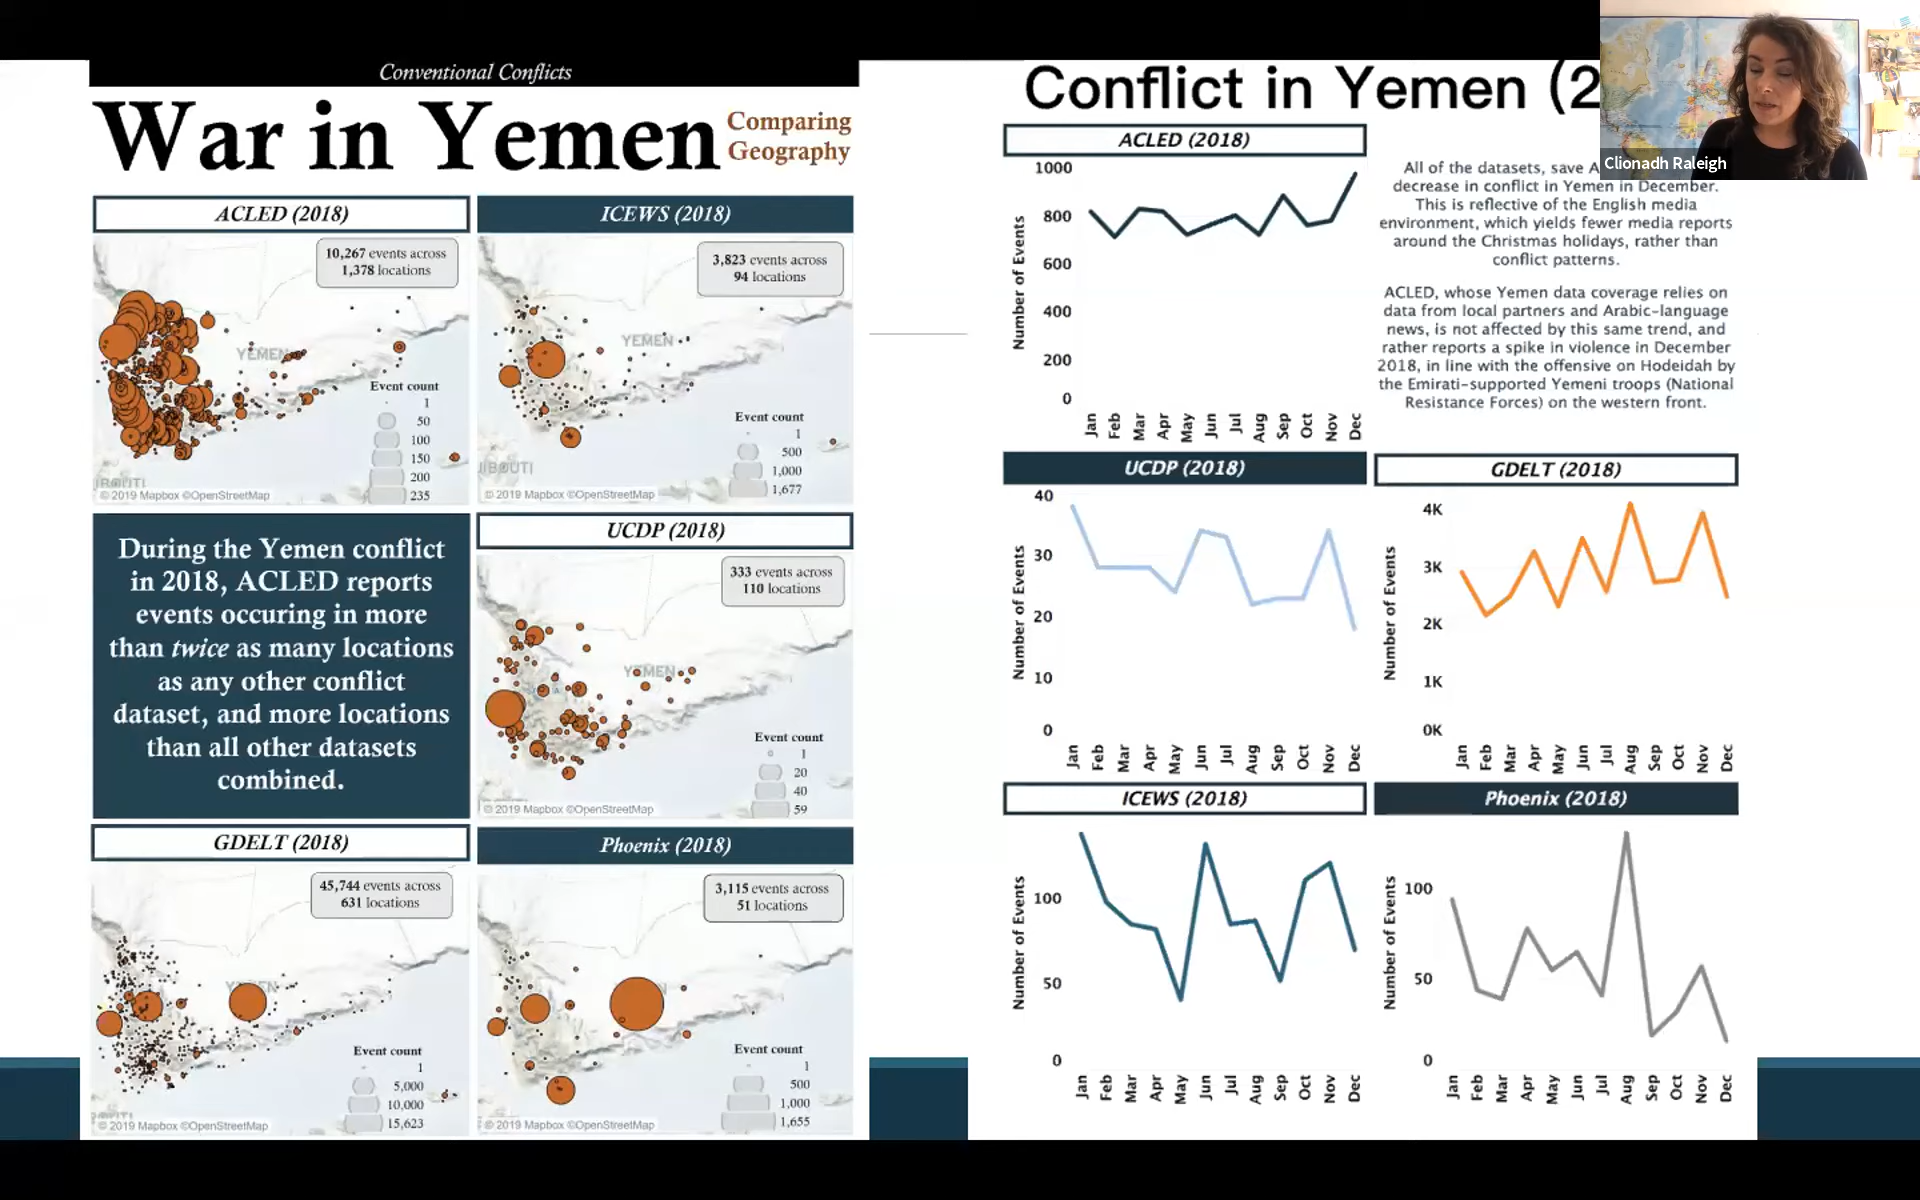 Conventional Conflicts
War in Yemen
Comparing
Geography
ACLED (2018)
10,267 events across
1,378 locations
YEMEN
Event count
1
50
100
150
200
235
© 2019 Mapbox ©OpenStreetMap
ICEWS (2018)
3,823 events across
94 locations
YEMEN
Event count
1
500
1,000
1,677
© 2019 Mapbox ©OpenStreetMap
During the Yemen conflict
in 2018, ACLED reports
events occuring in more
than twice as many locations
as any other conflict
dataset, and more locations
than all other datasets
combined.
UCDP (2018)
333 events across
110 locations
YEMEN
Event count
1
20
40
59
© 2019 Mapbox ©OpenStreetMap
GDELT (2018)
45,744 events across
631 locations
Event count
1
5,000
10,000
15,623
© 2019 Mapbox ©OpenStreetMap
Phoenix (2018)
3,115 events across
51 locations
Event count
1
500
1,000
1,655
© 2019 Mapbox ©OpenStreetMap
Conflict in Yemen (2
Clionadh Raleigh
ACLED (2018)
Number of Events
1000
800
600
400
200
0
Jan Feb Mar Apr May Jun Jul Aug Sep Oct Nov Dec
All of the datasets, save A
decrease in conflict in Yemen in December.
This is reflective of the English media
environment, which yields fewer media reports
around the Christmas holidays, rather than
conflict patterns.
ACLED, whose Yemen data coverage relies on
data from local partners and Arabic-language
news, is not affected by this same trend, and
rather reports a spike in violence in December
2018, in line with the offensive on Hodeidah by
the Emirati-supported Yemeni troops (National
Resistance Forces) on the western front.
UCDP (2018)
Number of Events
40
30
20
10
0
Jan Feb Mar Apr May Jun Jul Aug Sep Oct Nov Dec
GDELT (2018)
Number of Events
4K
3K
2K
1K
0K
Jan Feb Mar Apr May Jun Jul Aug Sep Oct Nov Dec
ICEWS (2018)
Number of Events
100
50
0
Jan Feb Mar Apr May Jun Jul Aug Sep Oct Nov Dec
Phoenix (2018)
Number of Events
100
50
0
Jan Feb Mar Apr May Jun Jul Aug Sep Oct Nov Dec